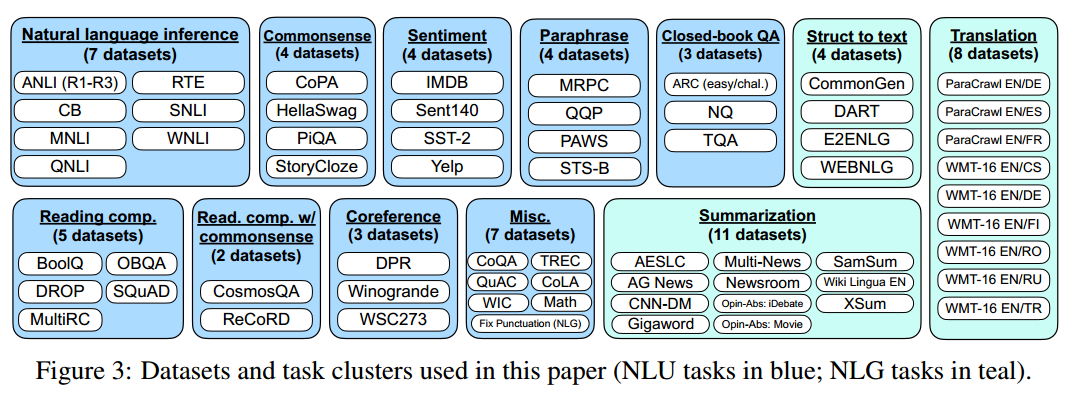 Natural language inference
(7 datasets)
ANLI (R1-R3)
RTE
CB
SNLI
MNLI
WNLI
QNLI
Commonsense
(4 datasets)
CoPA
HellaSwag
PiQA
StoryCloze
Sentiment
(4 datasets)
IMDB
Sent140
SST-2
Yelp
Paraphrase
(4 datasets)
MRPC
QQP
PAWS
STS-B
Closed-book QA
(3 datasets)
ARC (easy/chal.)
NQ
TQA
Struct to text
(4 datasets)
CommonGen
DART
E2ENLG
WEBNLG
Translation
(8 datasets)
ParaCrawl EN/DE
ParaCrawl EN/ES
ParaCrawl EN/FR
WMT-16 EN/CS
WMT-16 EN/DE
WMT-16 EN/FI
WMT-16 EN/RO
WMT-16 EN/RU
WMT-16 EN/TR
Reading comp.
(5 datasets)
BoolQ
OBQA
DROP
SQuAD
MultiRC
Read. comp. w/
commonsense
(2 datasets)
CosmosQA
ReCoRD
Coreference
(3 datasets)
DPR
Winogrande
WSC273
Misc.
(7 datasets)
CoQA
TREC
QuAC
CoLA
WIC
Math
Fix Punctuation (NLG)
Summarization
(11 datasets)
AESLC
Multi-News
SamSum
AG News
Newsroom
Wiki Lingua EN
CNN-DM
Opin-Abs: iDebate
XSum
Gigaword
Opin-Abs: Movie
Figure 3: Datasets and task clusters used in this paper (NLU tasks in blue; NLG tasks in teal).